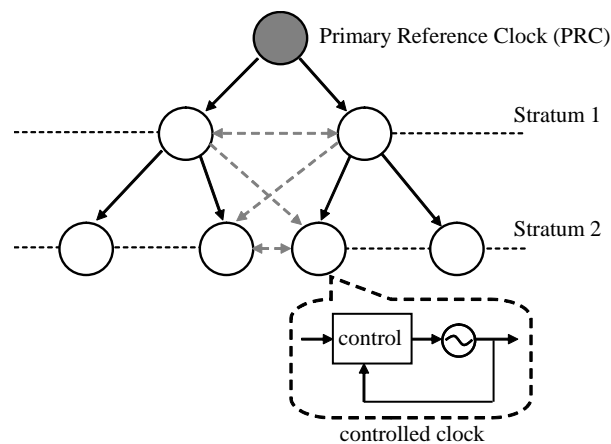 Primary Reference Clock (PRC)
Stratum 1
Stratum 2
control
controlled clock